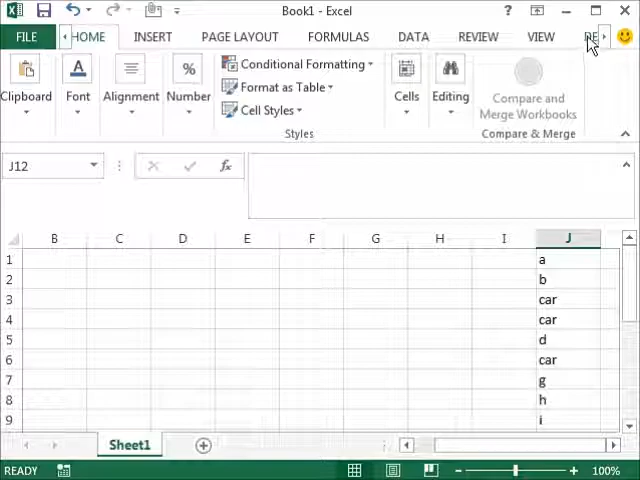 Book1 - Excel
FILE HOME INSERT PAGE LAYOUT FORMULAS DATA REVIEW VIEW
Clipboard Font Alignment Number Conditional Formatting Format as Table Cell Styles Cells Editing Compare and Merge Workbooks
Styles Compare & Merge
J12 fx
B C D E F G H I J
1 a
2 b
3 car
4 car
5 d
6 car
7 g
8 h
9 i
Sheet1
READY 100%